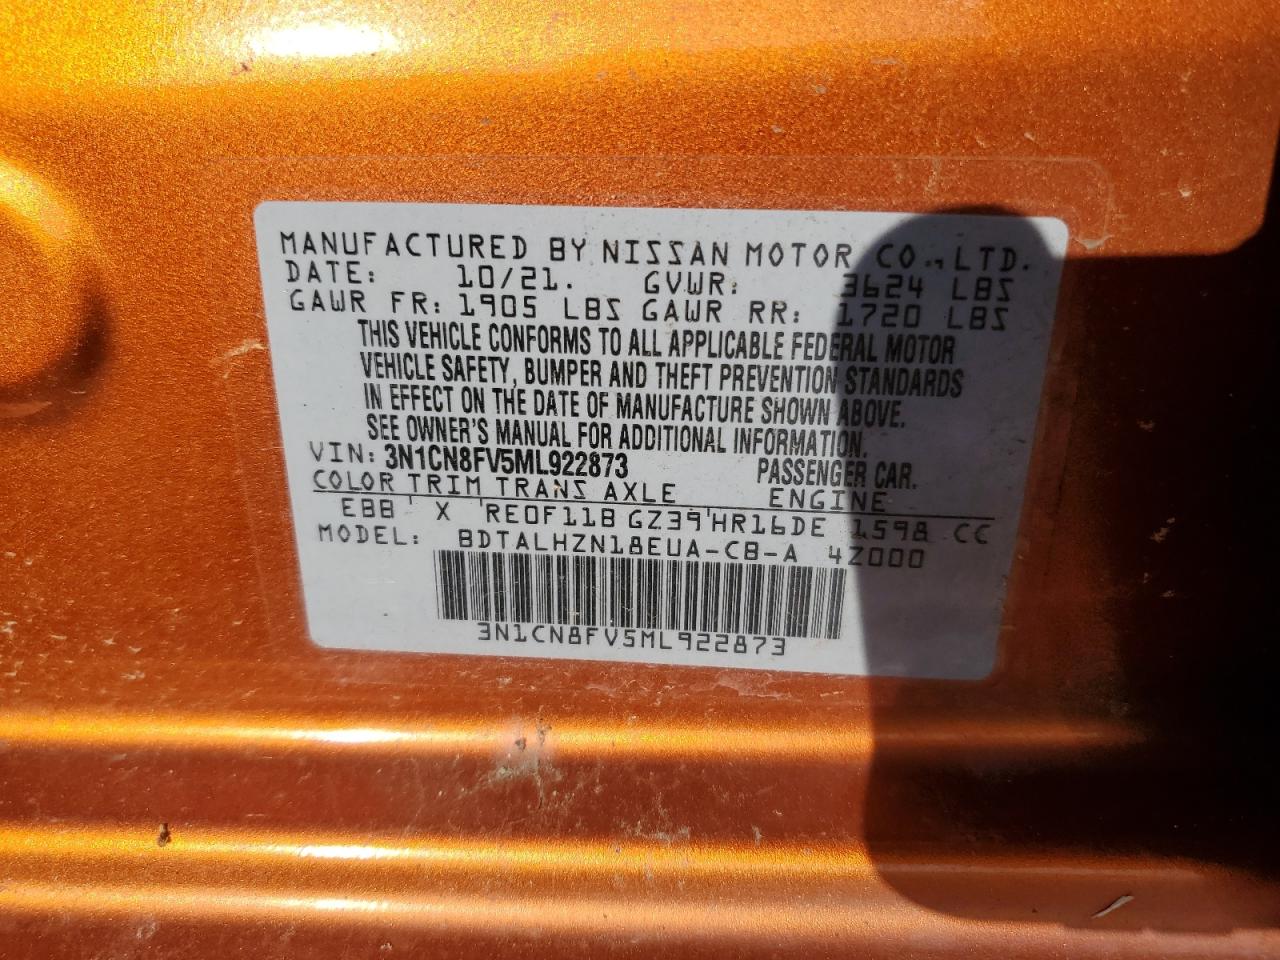 MANUFACTURED BY NISSAN MOTOR CO., LTD.
DATE: 10/21. GVWR: 3624 LBS
GAWR FR: 1905 LBS GAWR RR: 1720 LBS
THIS VEHICLE CONFORMS TO ALL APPLICABLE FEDERAL MOTOR
VEHICLE SAFETY, BUMPER AND THEFT PREVENTION STANDARDS
IN EFFECT ON THE DATE OF MANUFACTURE SHOWN ABOVE.
SEE OWNER'S MANUAL FOR ADDITIONAL INFORMATION.
VIN: 3N1CN8FV5ML922873 PASSENGER CAR.
COLOR TRIM TRANS AXLE ENGINE
EBB X RE0F11B GZ39 HR16DE 1598 CC
MODEL: BDTALHZN18EUA-CB-A 4Z000
3N1CN8FV5ML922873